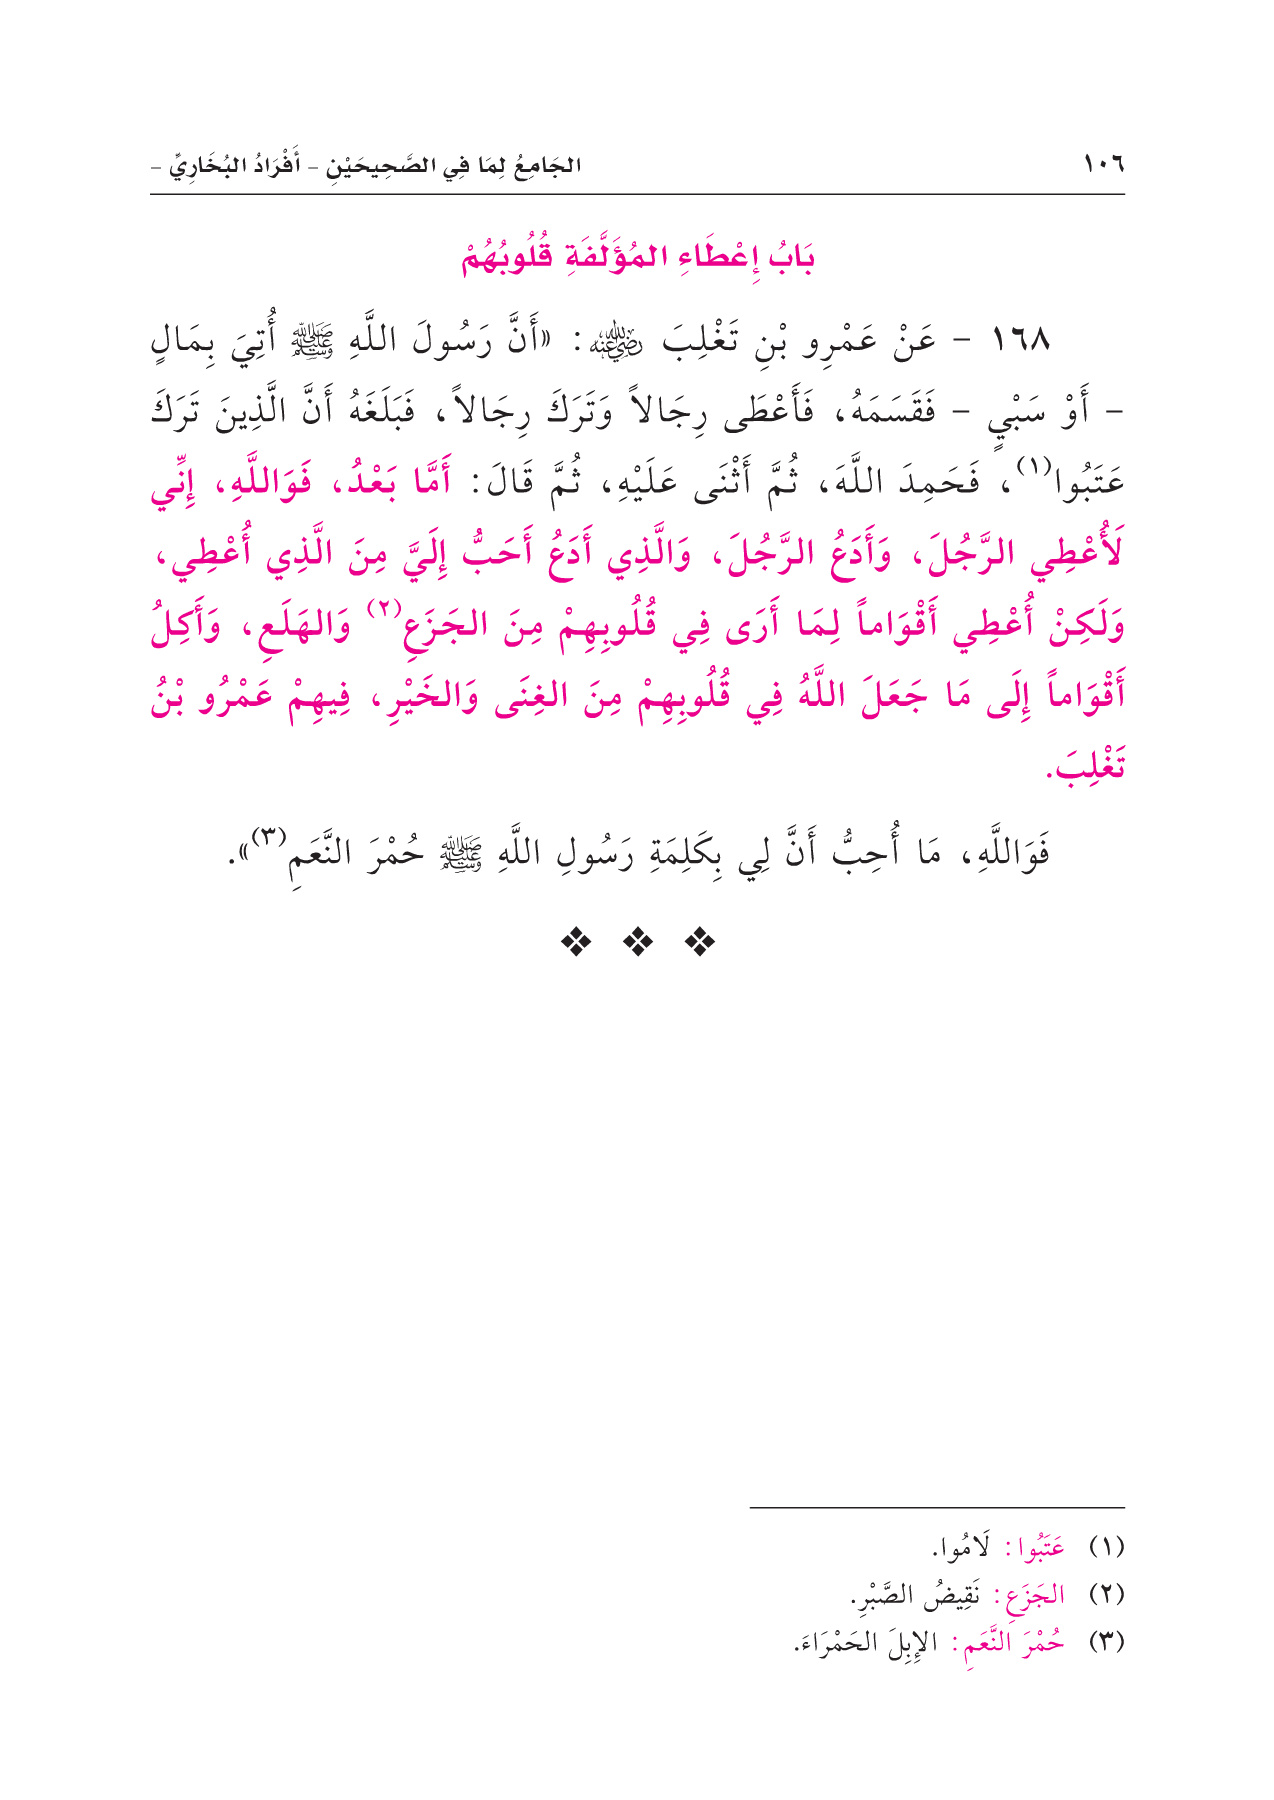 ١٠٦ الجَامِعُ لِمَا فِي الصَّحِيحَيْنِ - أَفْرَادُ البُخَارِيِّ -
بَابُ إِعْطَاءِ المُؤَلَّفَةِ قُلُوبُهُمْ
١٦٨ - عَنْ عَمْرِو بْنِ تَغْلِبَ رضي الله عنه: «أَنَّ رَسُولَ اللَّهِ ﷺ أُتِيَ بِمَالٍ
- أَوْ سَبْيٍ - فَقَسَمَهُ، فَأَعْطَى رِجَالاً وَتَرَكَ رِجَالاً، فَبَلَغَهُ أَنَّ الَّذِينَ تَرَكَ
عَتَبُوا(١)، فَحَمِدَ اللَّهَ، ثُمَّ أَثْنَى عَلَيْهِ، ثُمَّ قَالَ: أَمَّا بَعْدُ، فَوَاللَّهِ، إِنِّي
لَأُعْطِي الرَّجُلَ، وَأَدَعُ الرَّجُلَ، وَالَّذِي أَدَعُ أَحَبُّ إِلَيَّ مِنَ الَّذِي أُعْطِي،
وَلَكِنْ أُعْطِي أَقْوَاماً لِمَا أَرَى فِي قُلُوبِهِمْ مِنَ الجَزَعِ(٢) وَالهَلَعِ، وَأَكِلُ
أَقْوَاماً إِلَى مَا جَعَلَ اللَّهُ فِي قُلُوبِهِمْ مِنَ الغِنَى وَالخَيْرِ، فِيهِمْ عَمْرُو بْنُ
تَغْلِبَ.
فَوَاللَّهِ، مَا أُحِبُّ أَنَّ لِي بِكَلِمَةِ رَسُولِ اللَّهِ ﷺ حُمْرَ النَّعَمِ(٣)».
(١) عَتَبُوا: لَامُوا.
(٢) الجَزَعِ: نَقِيضُ الصَّبْرِ.
(٣) حُمْرَ النَّعَمِ: الإِبِلَ الحَمْرَاءَ.